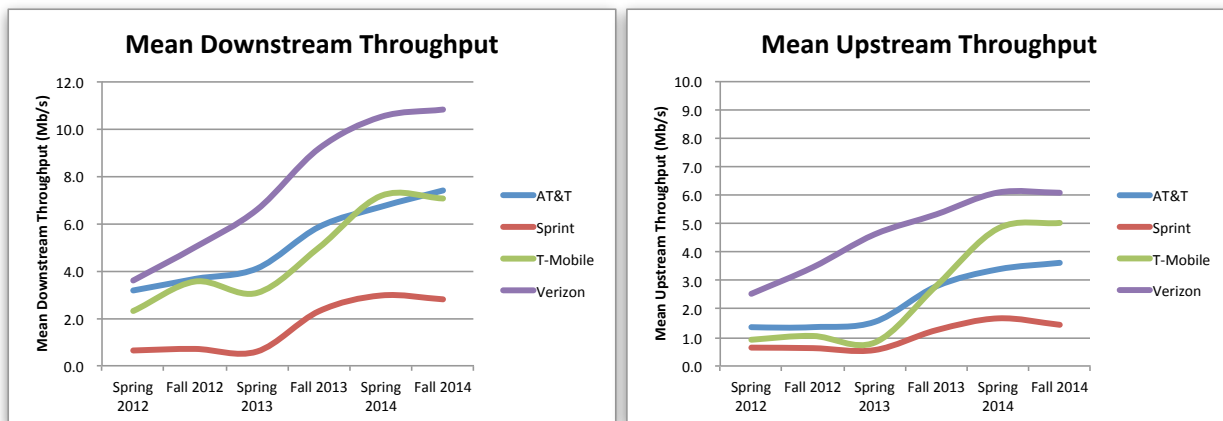 Mean Downstream Throughput
Mean Downstream Throughput (Mb/s)
12.0
10.0
8.0
6.0
4.0
2.0
0.0
Spring 2012
Fall 2012
Spring 2013
Fall 2013
Spring 2014
Fall 2014
AT&T
Sprint
T-Mobile
Verizon
Mean Upstream Throughput
Mean Upstream Throughput (Mb/s)
10.0
9.0
8.0
7.0
6.0
5.0
4.0
3.0
2.0
1.0
0.0
Spring 2012
Fall 2012
Spring 2013
Fall 2013
Spring 2014
Fall 2014
AT&T
Sprint
T-Mobile
Verizon